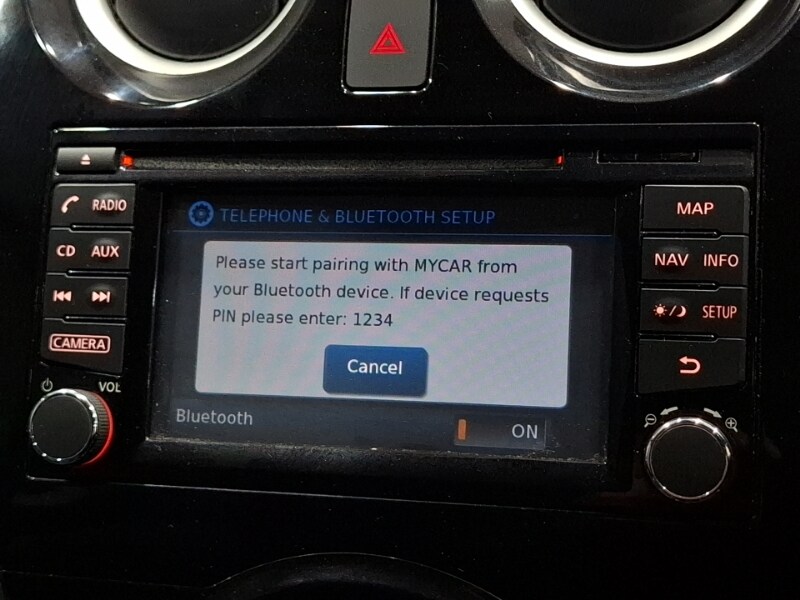 RADIO
CD AUX
CAMERA
VOL
TELEPHONE & BLUETOOTH SETUP
Please start pairing with MYCAR from
your Bluetooth device. If device requests
PIN please enter: 1234
Cancel
Bluetooth
ON
MAP
NAV INFO
SETUP